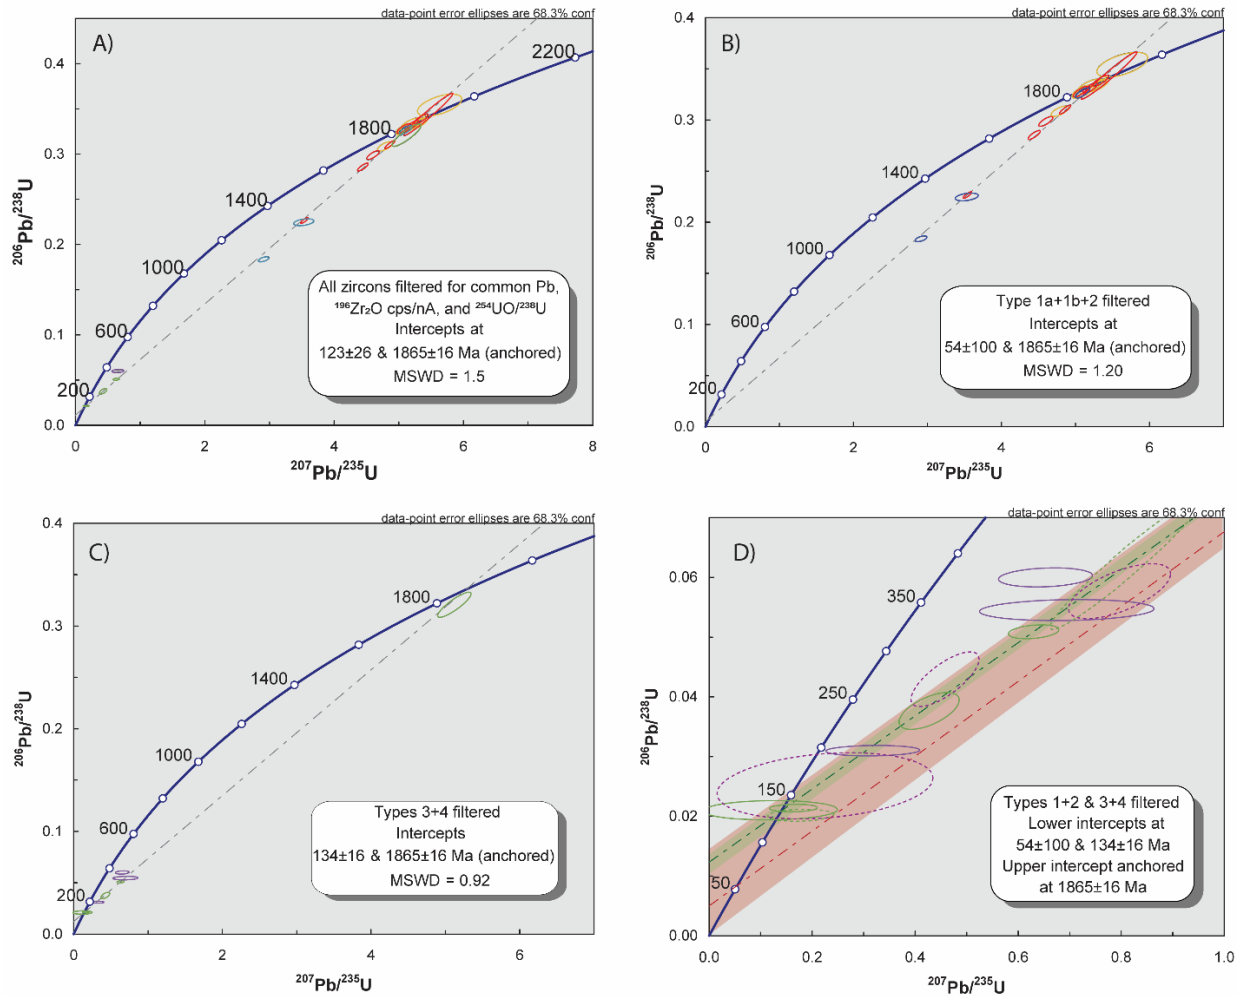 data-point error ellipses are 68.3% conf
A)
2200
1800
1400
1000
600
200
0.4
0.3
0.2
0.1
0.0
0 2 4 6 8
²⁰⁶Pb/²³⁸U
²⁰⁷Pb/²³⁵U
All zircons filtered for common Pb,
¹⁹⁶Zr₂O cps/nA, and ²⁵⁴UO/²³⁸U
Intercepts at
123±26 & 1865±16 Ma (anchored)
MSWD = 1.5
data-point error ellipses are 68.3% conf
B)
1800
1400
1000
600
200
0.4
0.3
0.2
0.1
0.0
0 2 4 6
²⁰⁶Pb/²³⁸U
²⁰⁷Pb/²³⁵U
Type 1a+1b+2 filtered
Intercepts at
54±100 & 1865±16 Ma (anchored)
MSWD = 1.20
data-point error ellipses are 68.3% conf
C)
1800
1400
1000
600
200
0.4
0.3
0.2
0.1
0.0
0 2 4 6
²⁰⁶Pb/²³⁸U
²⁰⁷Pb/²³⁵U
Types 3+4 filtered
Intercepts
134±16 & 1865±16 Ma (anchored)
MSWD = 0.92
data-point error ellipses are 68.3% conf
D)
350
250
150
50
0.06
0.04
0.02
0.00
0.0 0.2 0.4 0.6 0.8 1.0
²⁰⁶Pb/²³⁸U
²⁰⁷Pb/²³⁵U
Types 1+2 & 3+4 filtered
Lower intercepts at
54±100 & 134±16 Ma
Upper intercept anchored
at 1865±16 Ma